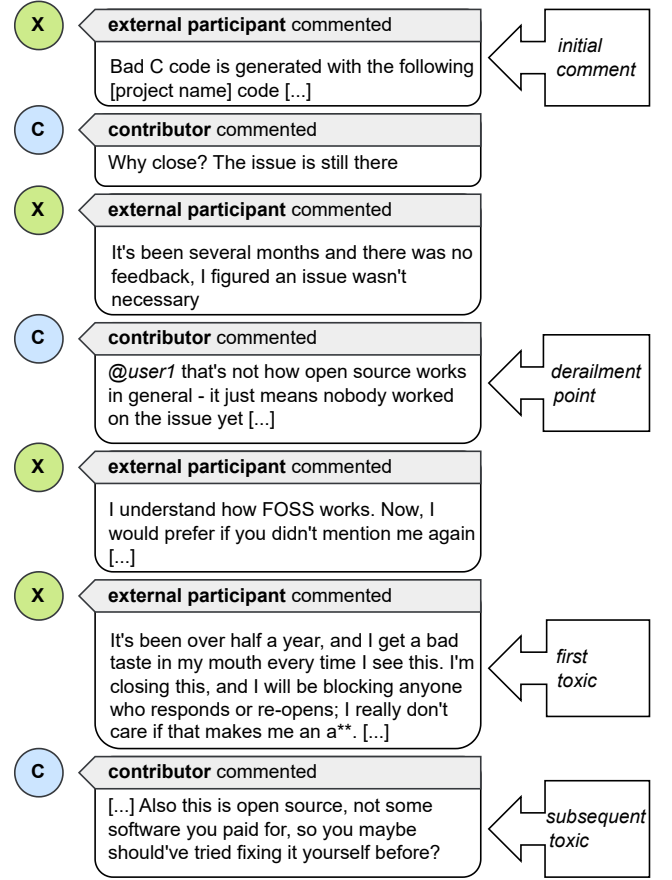 X
external participant commented
initial
comment
Bad C code is generated with the following
[project name] code [...]
C
contributor commented
Why close? The issue is still there
X
external participant commented
It's been several months and there was no
feedback, I figured an issue wasn't
necessary
C
contributor commented
@user1 that's not how open source works
in general - it just means nobody worked
on the issue yet [...]
derailment
point
X
external participant commented
I understand how FOSS works. Now, I
would prefer if you didn't mention me again
[...]
X
external participant commented
It's been over half a year, and I get a bad
taste in my mouth every time I see this. I'm
closing this, and I will be blocking anyone
who responds or re-opens; I really don't
care if that makes me an a**. [...]
first
toxic
C
contributor commented
[...] Also this is open source, not some
software you paid for, so you maybe
should've tried fixing it yourself before?
subsequent
toxic